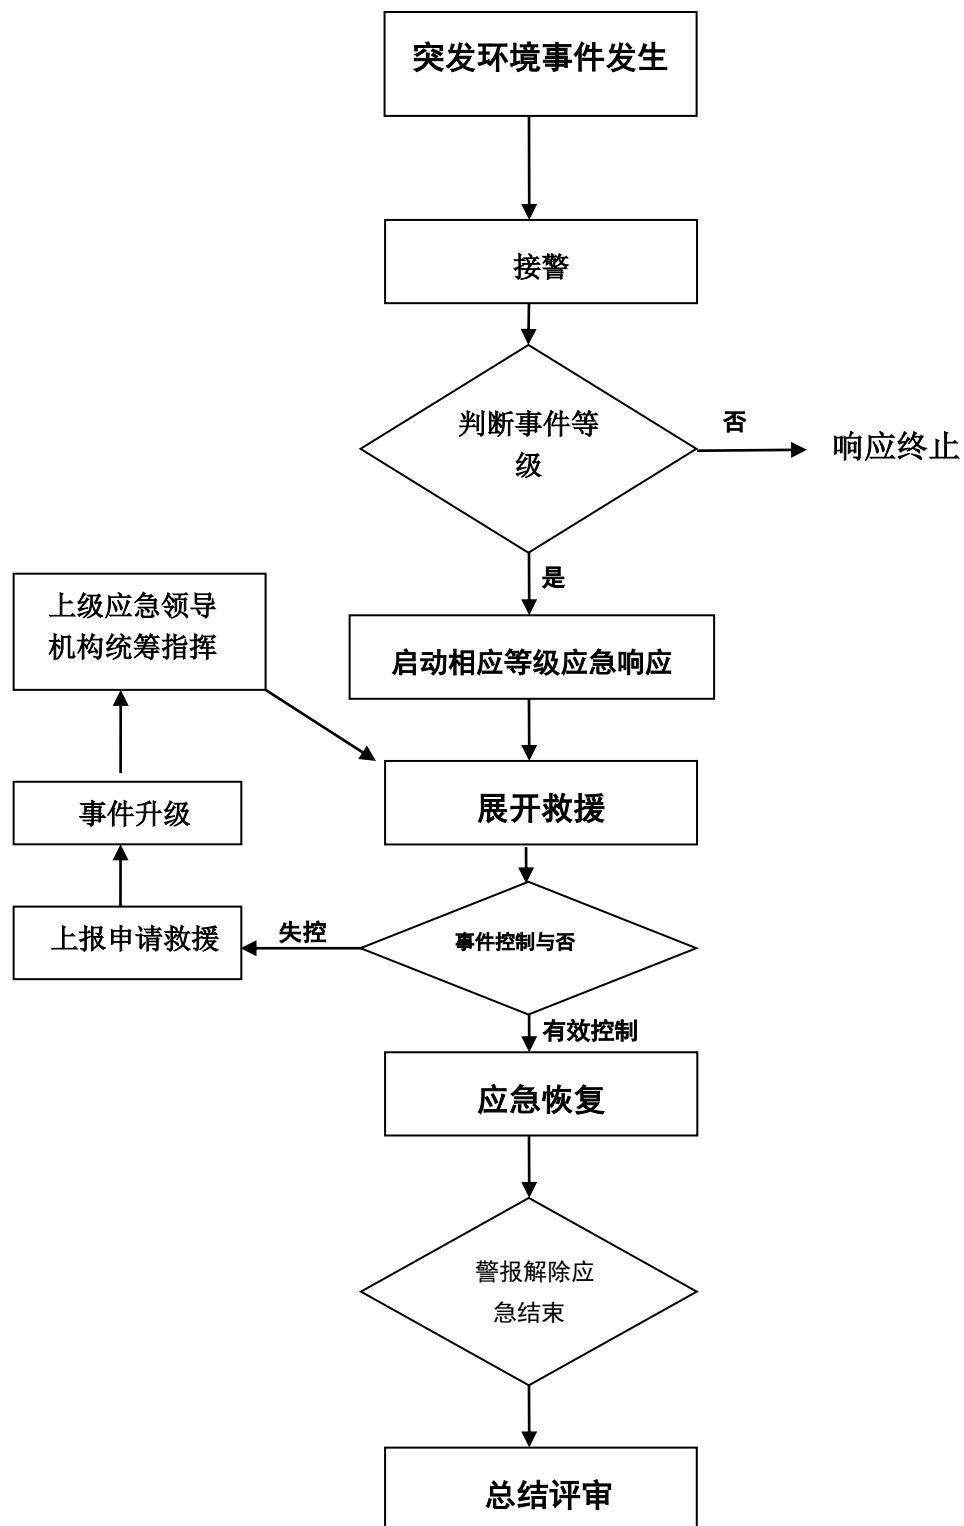 突发环境事件发生
接警
判断事件等
级
否
响应终止
是
上级应急领导
机构统筹指挥
启动相应等级应急响应
事件升级
展开救援
上报申请救援
失控
事件控制与否
有效控制
应急恢复
警报解除应
急结束
总结评审